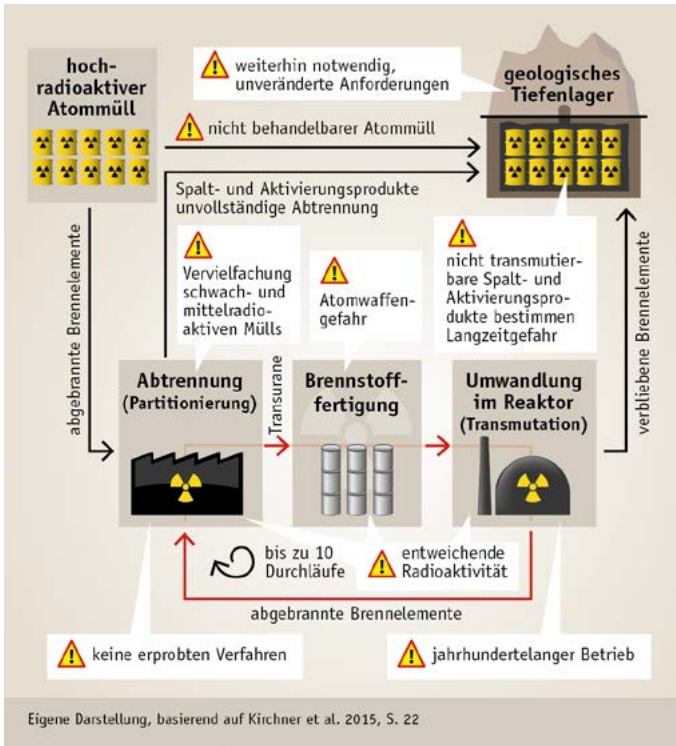 hoch-
radioaktiver
Atommüll
weiterhin notwendig,
unveränderte Anforderungen
geologisches
Tiefenlager
nicht behandelbarer Atommüll
Spalt- und Aktivierungsprodukte
unvollständige Abtrennung
Vervielfachung
schwach- und
mittelradio-
aktiven Mülls
Atomwaffen-
gefahr
nicht transmutier-
bare Spalt- und
Aktivierungspro-
dukte bestimmen
Langzeitgefahr
abgebrannte Brennelemente
verbliebene Brennelemente
Abtrennung
(Partitionierung)
Transurane
Brennstoff-
fertigung
Umwandlung
im Reaktor
(Transmutation)
bis zu 10
Durchläufe
entweichende
Radioaktivität
abgebrannte Brennelemente
keine erprobten Verfahren
jahrhundertelanger Betrieb
Eigene Darstellung, basierend auf Kirchner et al. 2015, S. 22